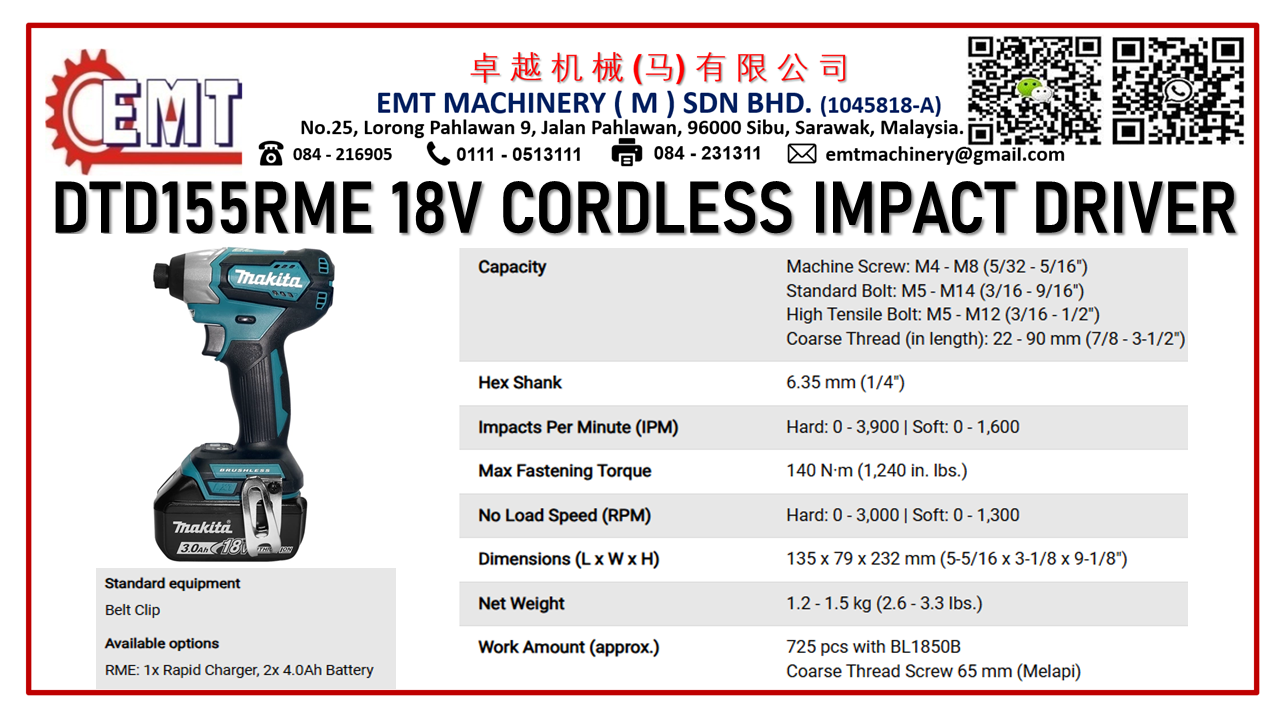 EMT
卓越机械(马)有限公司
EMT MACHINERY ( M ) SDN BHD. (1045818-A)
No.25, Lorong Pahlawan 9, Jalan Pahlawan, 96000 Sibu, Sarawak, Malaysia.
084 - 216905 0111 - 0513111 084 - 231311 emtmachinery@gmail.com
DTD155RME 18V CORDLESS IMPACT DRIVER
Makita
BRUSHLESS
Makita
3.0Ah 18V
Standard equipment
Belt Clip
Available options
RME: 1x Rapid Charger, 2x 4.0Ah Battery
Capacity Machine Screw: M4 - M8 (5/32 - 5/16")
Standard Bolt: M5 - M14 (3/16 - 9/16")
High Tensile Bolt: M5 - M12 (3/16 - 1/2")
Coarse Thread (in length): 22 - 90 mm (7/8 - 3-1/2")
Hex Shank 6.35 mm (1/4")
Impacts Per Minute (IPM) Hard: 0 - 3,900 | Soft: 0 - 1,600
Max Fastening Torque 140 N·m (1,240 in. lbs.)
No Load Speed (RPM) Hard: 0 - 3,000 | Soft: 0 - 1,300
Dimensions (L x W x H) 135 x 79 x 232 mm (5-5/16 x 3-1/8 x 9-1/8")
Net Weight 1.2 - 1.5 kg (2.6 - 3.3 lbs.)
Work Amount (approx.) 725 pcs with BL1850B
Coarse Thread Screw 65 mm (Melapi)